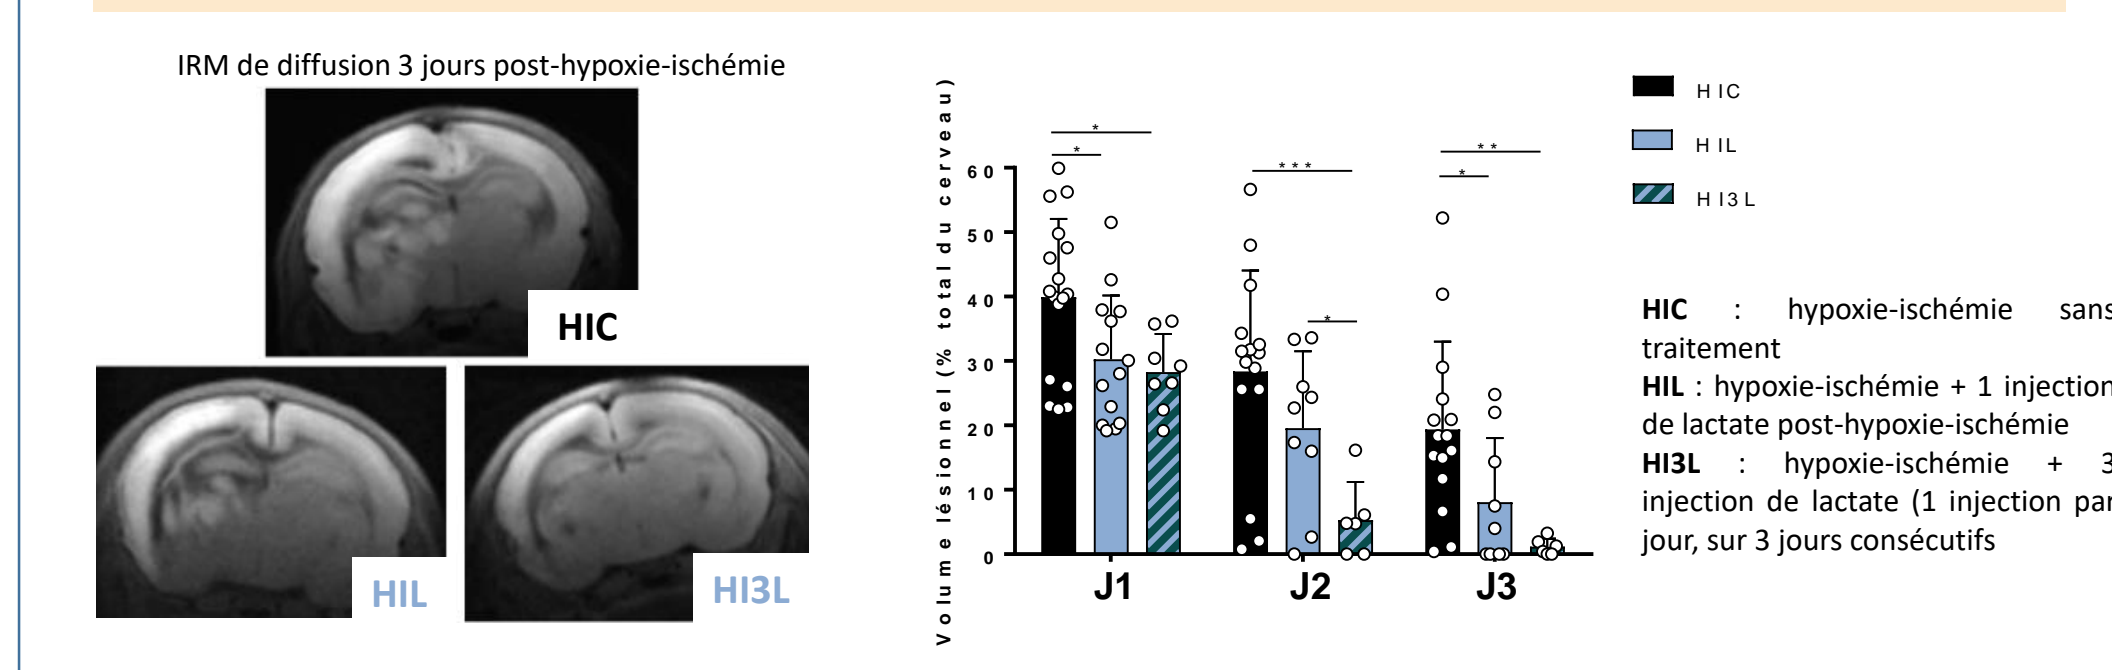 IRM de diffusion 3 jours post-hypoxie-ischémie
HIC
HIL
HI3L
Volume lésionnel (% total du cerveau)
60
50
40
30
20
10
0
*
*
***
*
**
*
J1
J2
J3
HIC
HIL
HI3L
HIC : hypoxie-ischémie sans
traitement
HIL : hypoxie-ischémie + 1 injection
de lactate post-hypoxie-ischémie
HI3L : hypoxie-ischémie + 3
injection de lactate (1 injection par
jour, sur 3 jours consécutifs